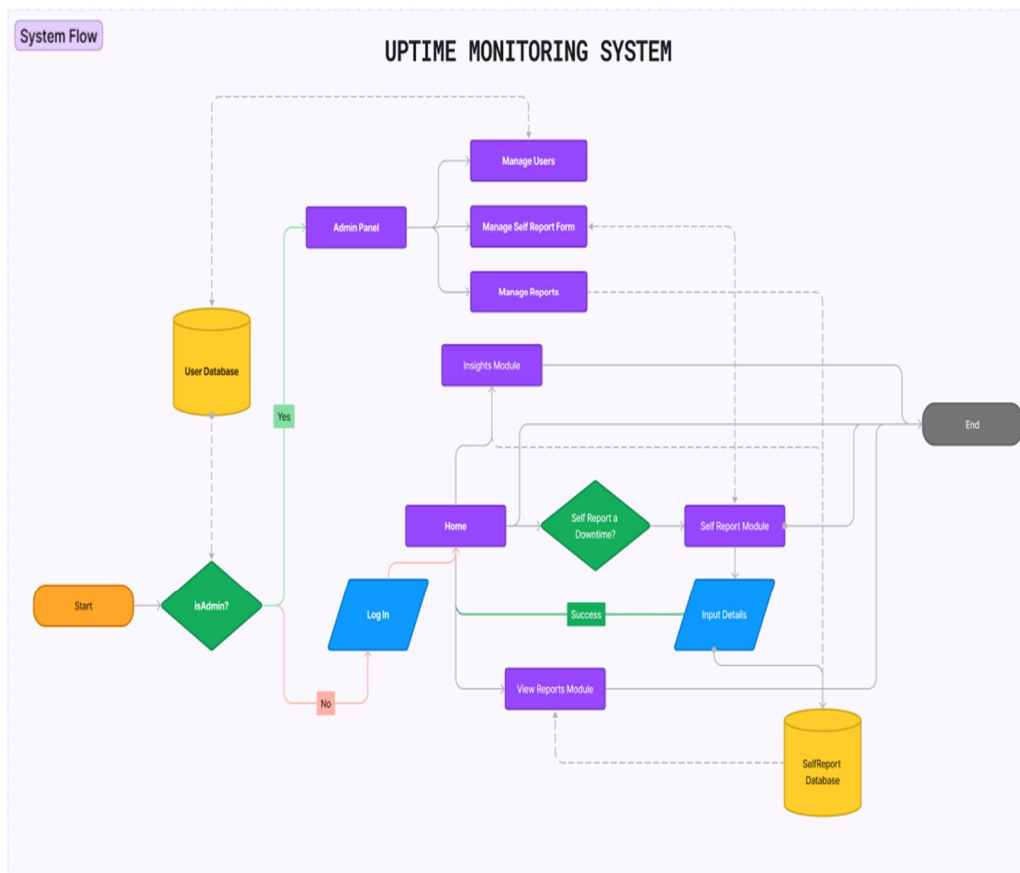 System Flow
UPTIME MONITORING SYSTEM
Manage Users
Admin Panel
Manage Self Report Form
Manage Reports
Insights Module
User Database
Yes
End
Home
Self Report a
Downtime?
Self Report Module
Start
isAdmin?
Log In
Success
Input Details
No
View Reports Module
SelfReport
Database